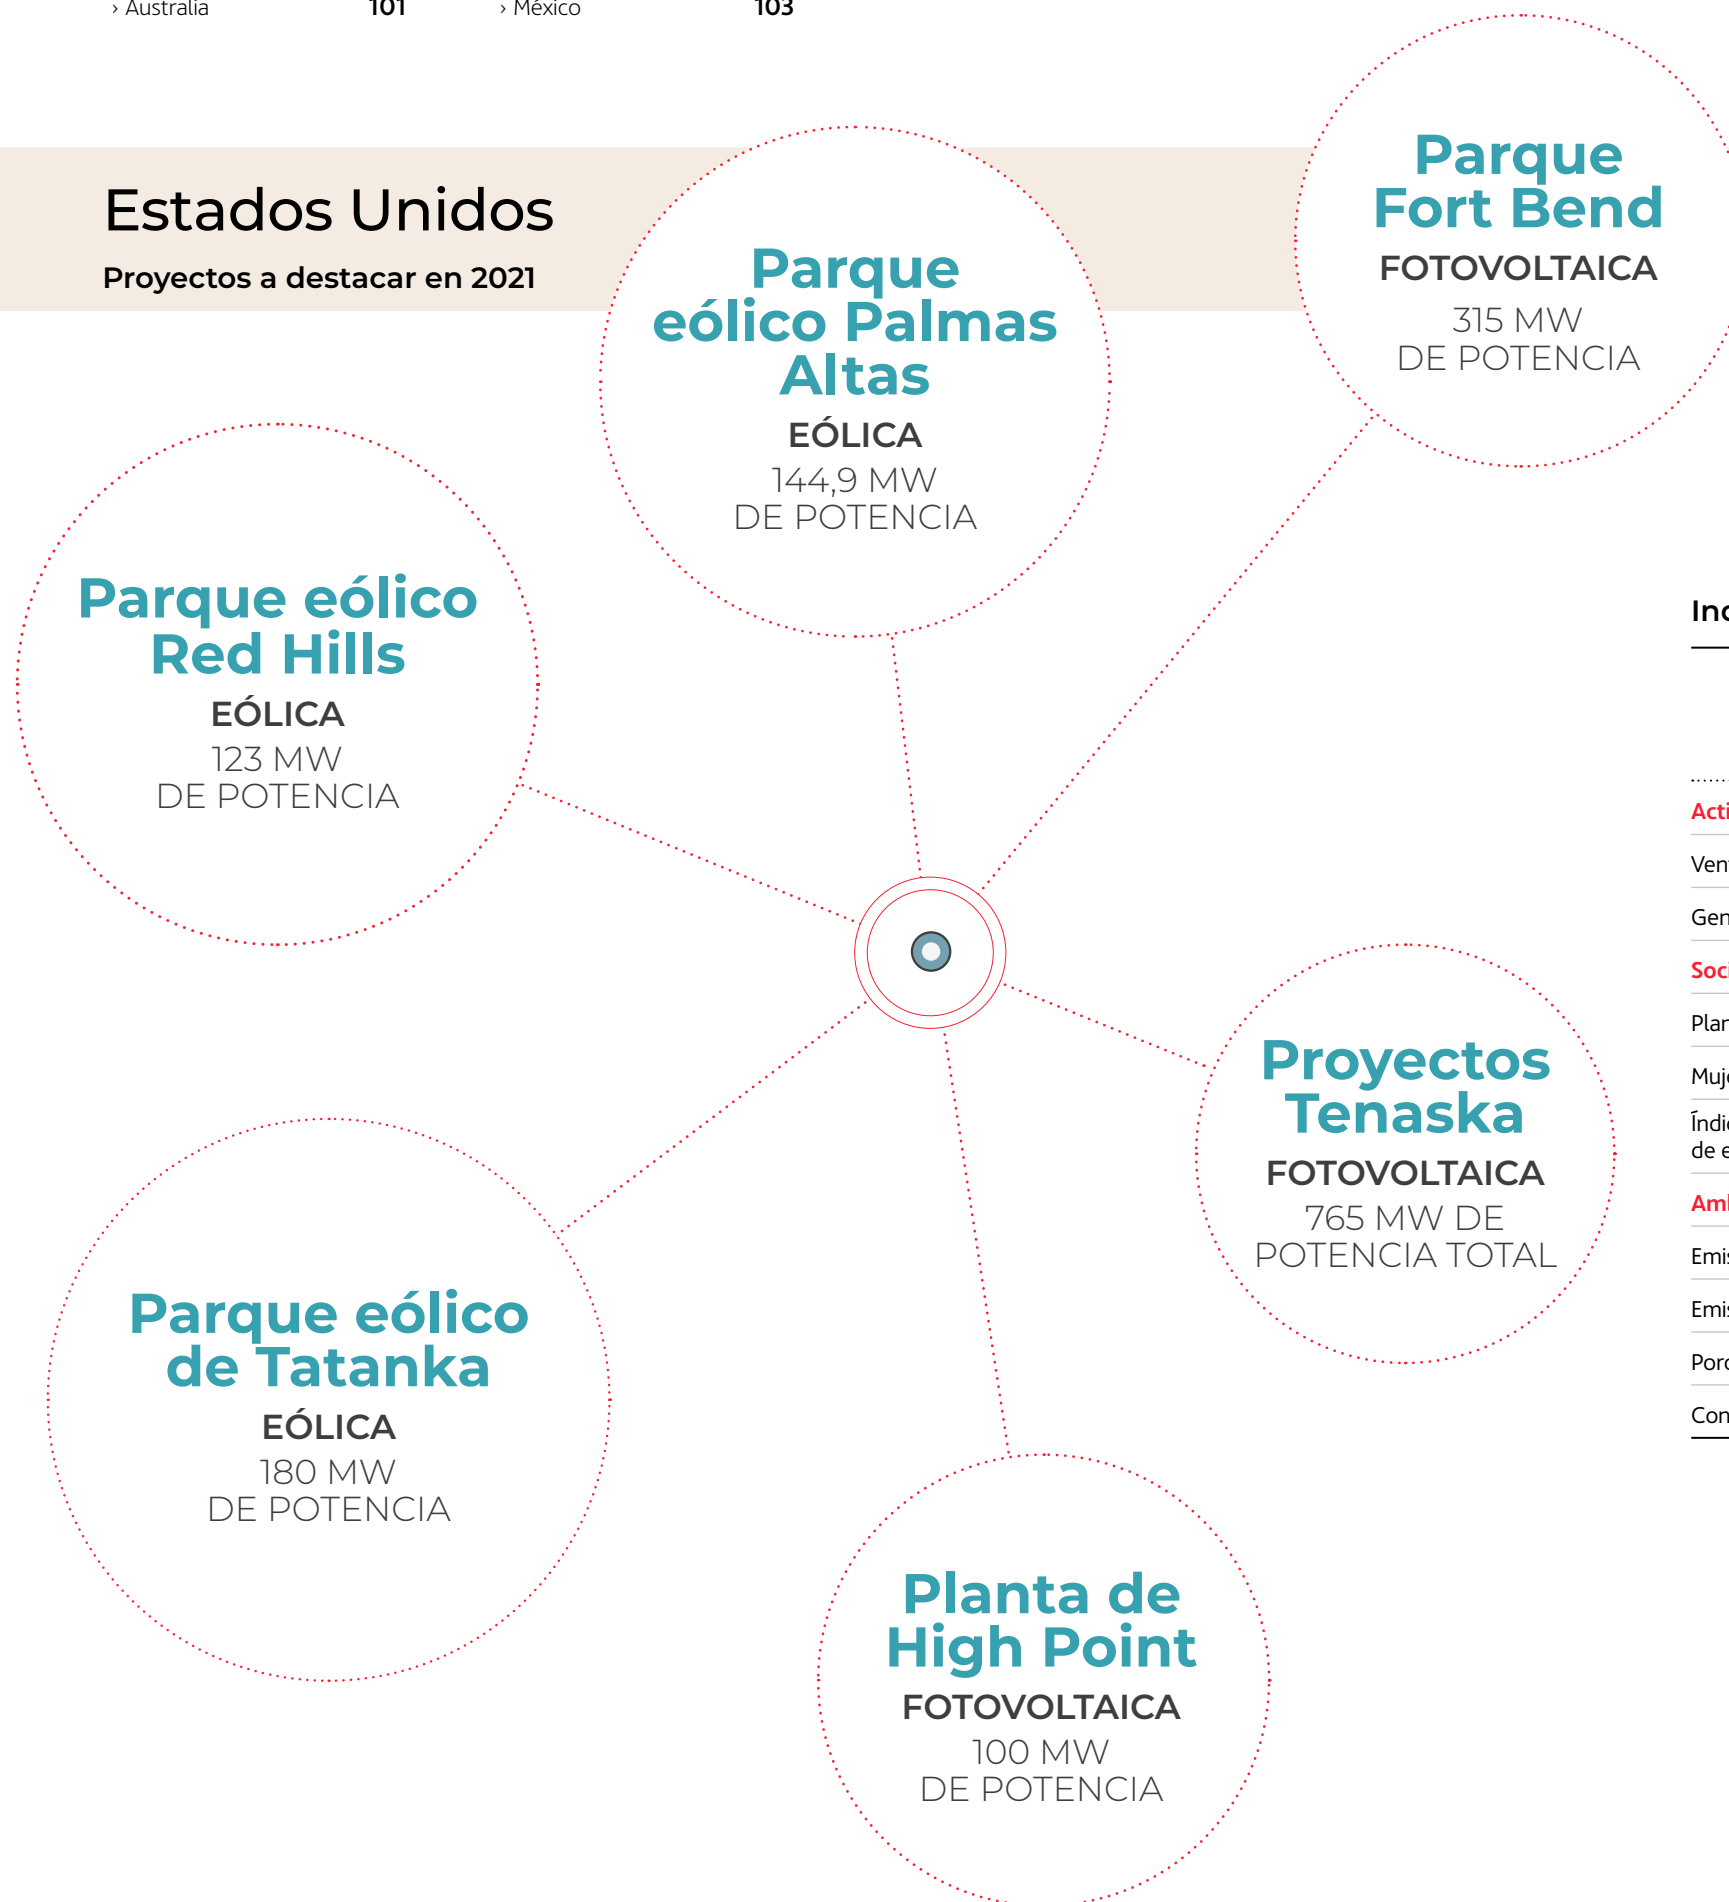 › Australia 101 › México 103
Estados Unidos
Proyectos a destacar en 2021
Parque
Fort Bend
FOTOVOLTAICA
315 MW
DE POTENCIA
Parque
eólico Palmas
Altas
EÓLICA
144,9 MW
DE POTENCIA
Parque eólico
Red Hills
EÓLICA
123 MW
DE POTENCIA
Proyectos
Tenaska
FOTOVOLTAICA
765 MW DE
POTENCIA TOTAL
Parque eólico
de Tatanka
EÓLICA
180 MW
DE POTENCIA
Planta de
High Point
FOTOVOLTAICA
100 MW
DE POTENCIA
de